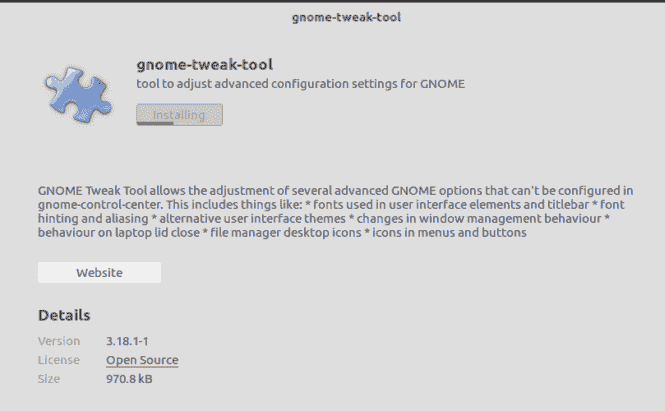 gnome-tweak-tool
gnome-tweak-tool
tool to adjust advanced configuration settings for GNOME
Installing
GNOME Tweak Tool allows the adjustment of several advanced GNOME options that can't be configured in
gnome-control-center. This includes things like: * fonts used in user interface elements and titlebar * font
hinting and aliasing * alternative user interface themes * changes in window management behaviour *
behaviour on laptop lid close * file manager desktop icons * icons in menus and buttons
Website
Details
Version 3.18.1-1
License Open Source
Size 970.8 kB